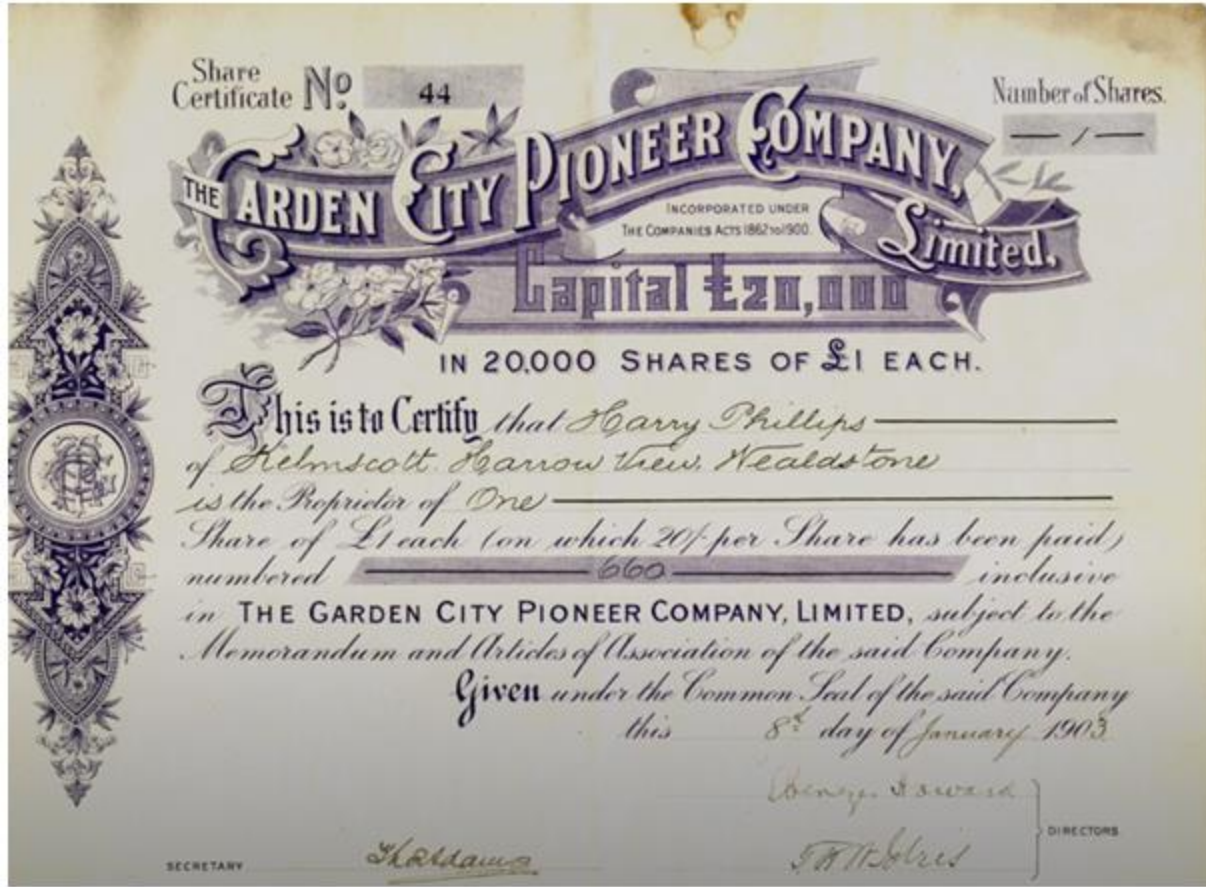 Share
Certificate No. 44
Number of Shares.
1
THE GARDEN CITY PIONEER COMPANY,
Limited,
INCORPORATED UNDER
THE COMPANIES ACTS 1862 TO 1900.
Capital £20,000
IN 20,000 SHARES OF £1 EACH.
This is to Certify that Harry Phillips
of Kelmscott. Harrow View. Wealdstone
is the Proprietor of One
Share of £1 each (on which 20/- per Share has been paid)
numbered 660 inclusive
in THE GARDEN CITY PIONEER COMPANY, LIMITED, subject to the
Memorandum and Articles of Association of the said Company.
Given under the Common Seal of the said Company
this 8th day of January 1903
Ebenezer Howard
DIRECTORS
SECRETARY